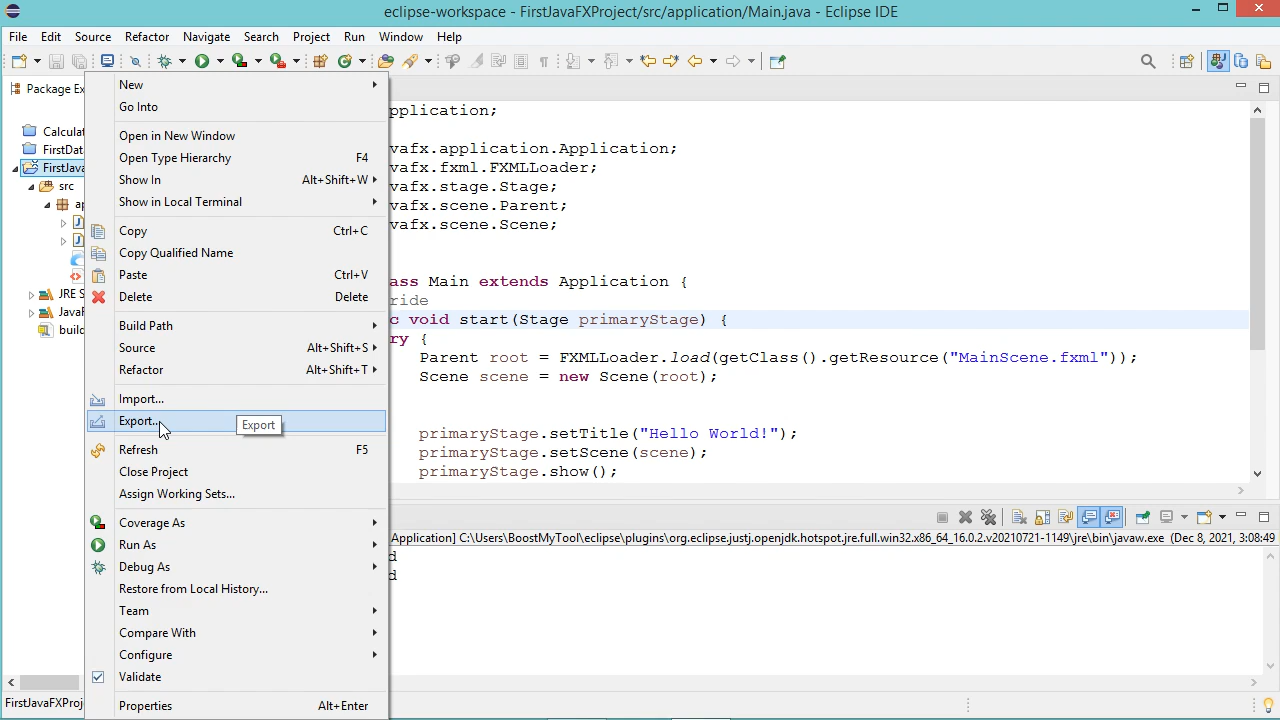 eclipse-workspace - FirstJavaFXProject/src/application/Main.java - Eclipse IDE
File Edit Source Refactor Navigate Search Project Run Window Help
Package Ex
Calculat
FirstDat
FirstJava
src
ap
JRE S
JavaF
build
New
Go Into
Open in New Window
Open Type Hierarchy F4
Show In Alt+Shift+W
Show in Local Terminal
Copy Ctrl+C
Copy Qualified Name
Paste Ctrl+V
Delete Delete
Build Path
Source Alt+Shift+S
Refactor Alt+Shift+T
Import...
Export...
Export
Refresh F5
Close Project
Assign Working Sets...
Coverage As
Run As
Debug As
Restore from Local History...
Team
Compare With
Configure
Validate
Properties Alt+Enter
pplication;
vafx.application.Application;
vafx.fxml.FXMLLoader;
vafx.stage.Stage;
vafx.scene.Parent;
vafx.scene.Scene;
ass Main extends Application {
ride
c void start(Stage primaryStage) {
ry {
Parent root = FXMLLoader.load(getClass().getResource("MainScene.fxml"));
Scene scene = new Scene(root);
primaryStage.setTitle("Hello World!");
primaryStage.setScene(scene);
primaryStage.show();
Application] C:\Users\BoostMyTool\eclipse\plugins\org.eclipse.justj.openjdk.hotspot.jre.full.win32.x86_64_16.0.2.v20210721-1149\jre\bin\javaw.exe (Dec 8, 2021, 3:08:49
d
d
FirstJavaFXProj